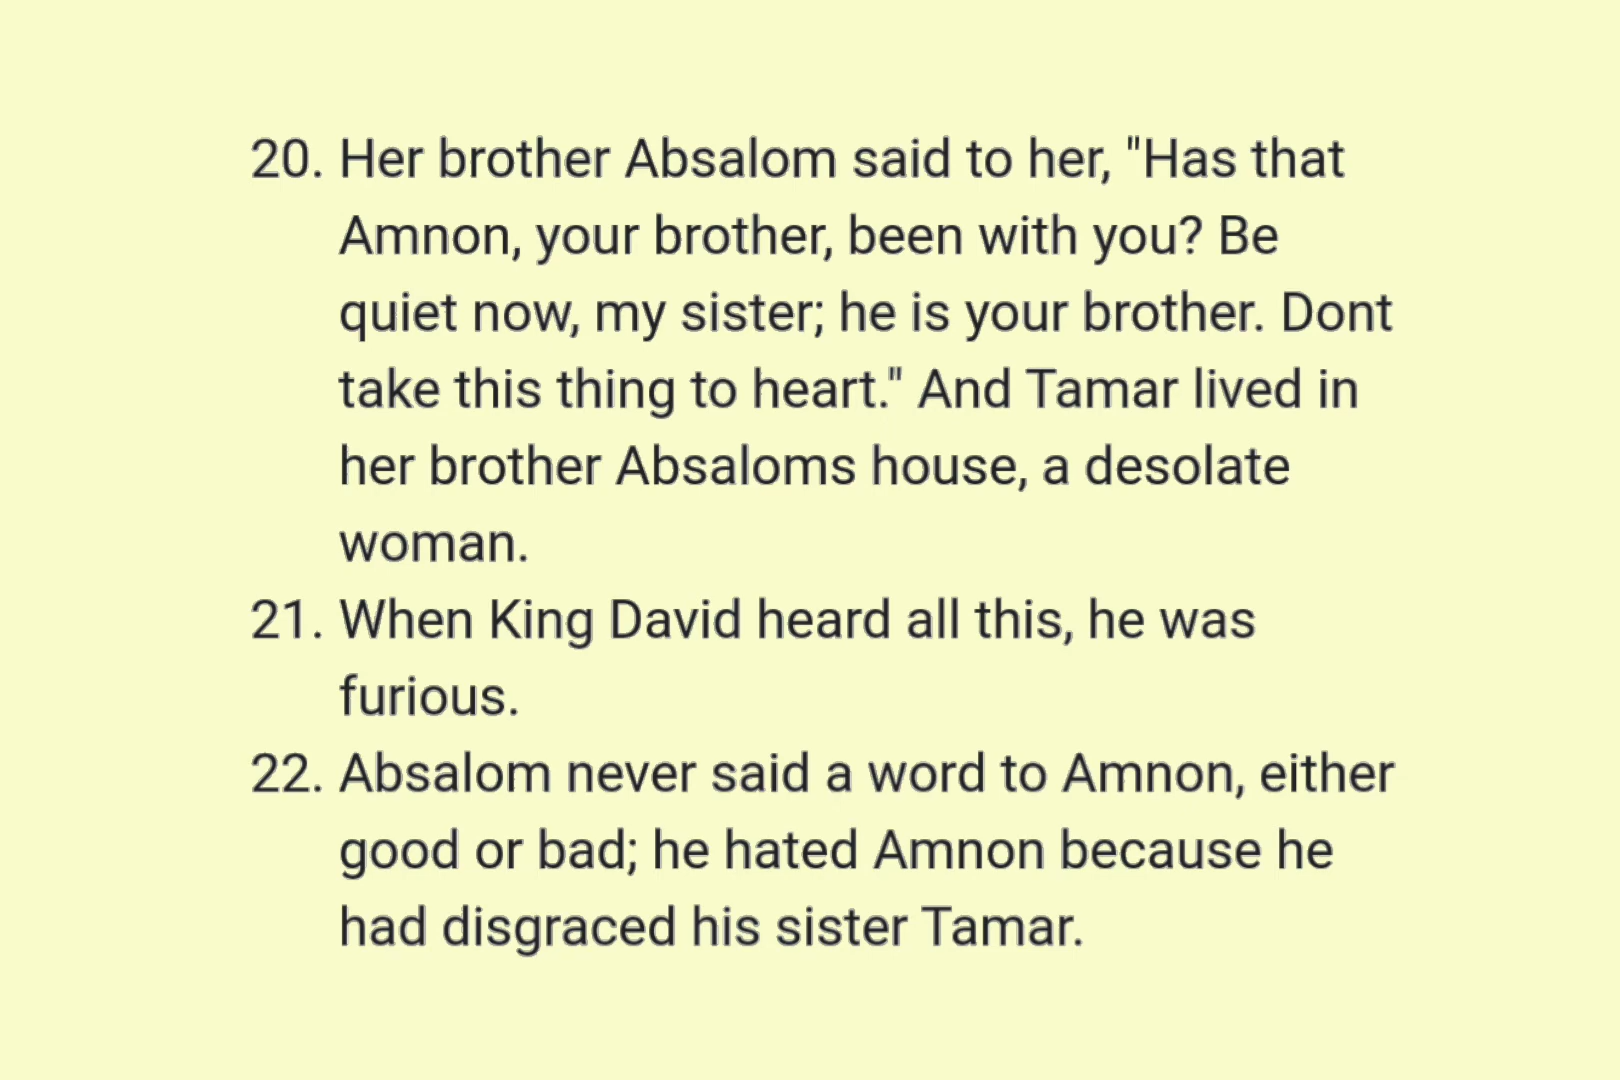 20. Her brother Absalom said to her, "Has that
Amnon, your brother, been with you? Be
quiet now, my sister; he is your brother. Dont
take this thing to heart." And Tamar lived in
her brother Absaloms house, a desolate
woman.
21. When King David heard all this, he was
furious.
22. Absalom never said a word to Amnon, either
good or bad; he hated Amnon because he
had disgraced his sister Tamar.